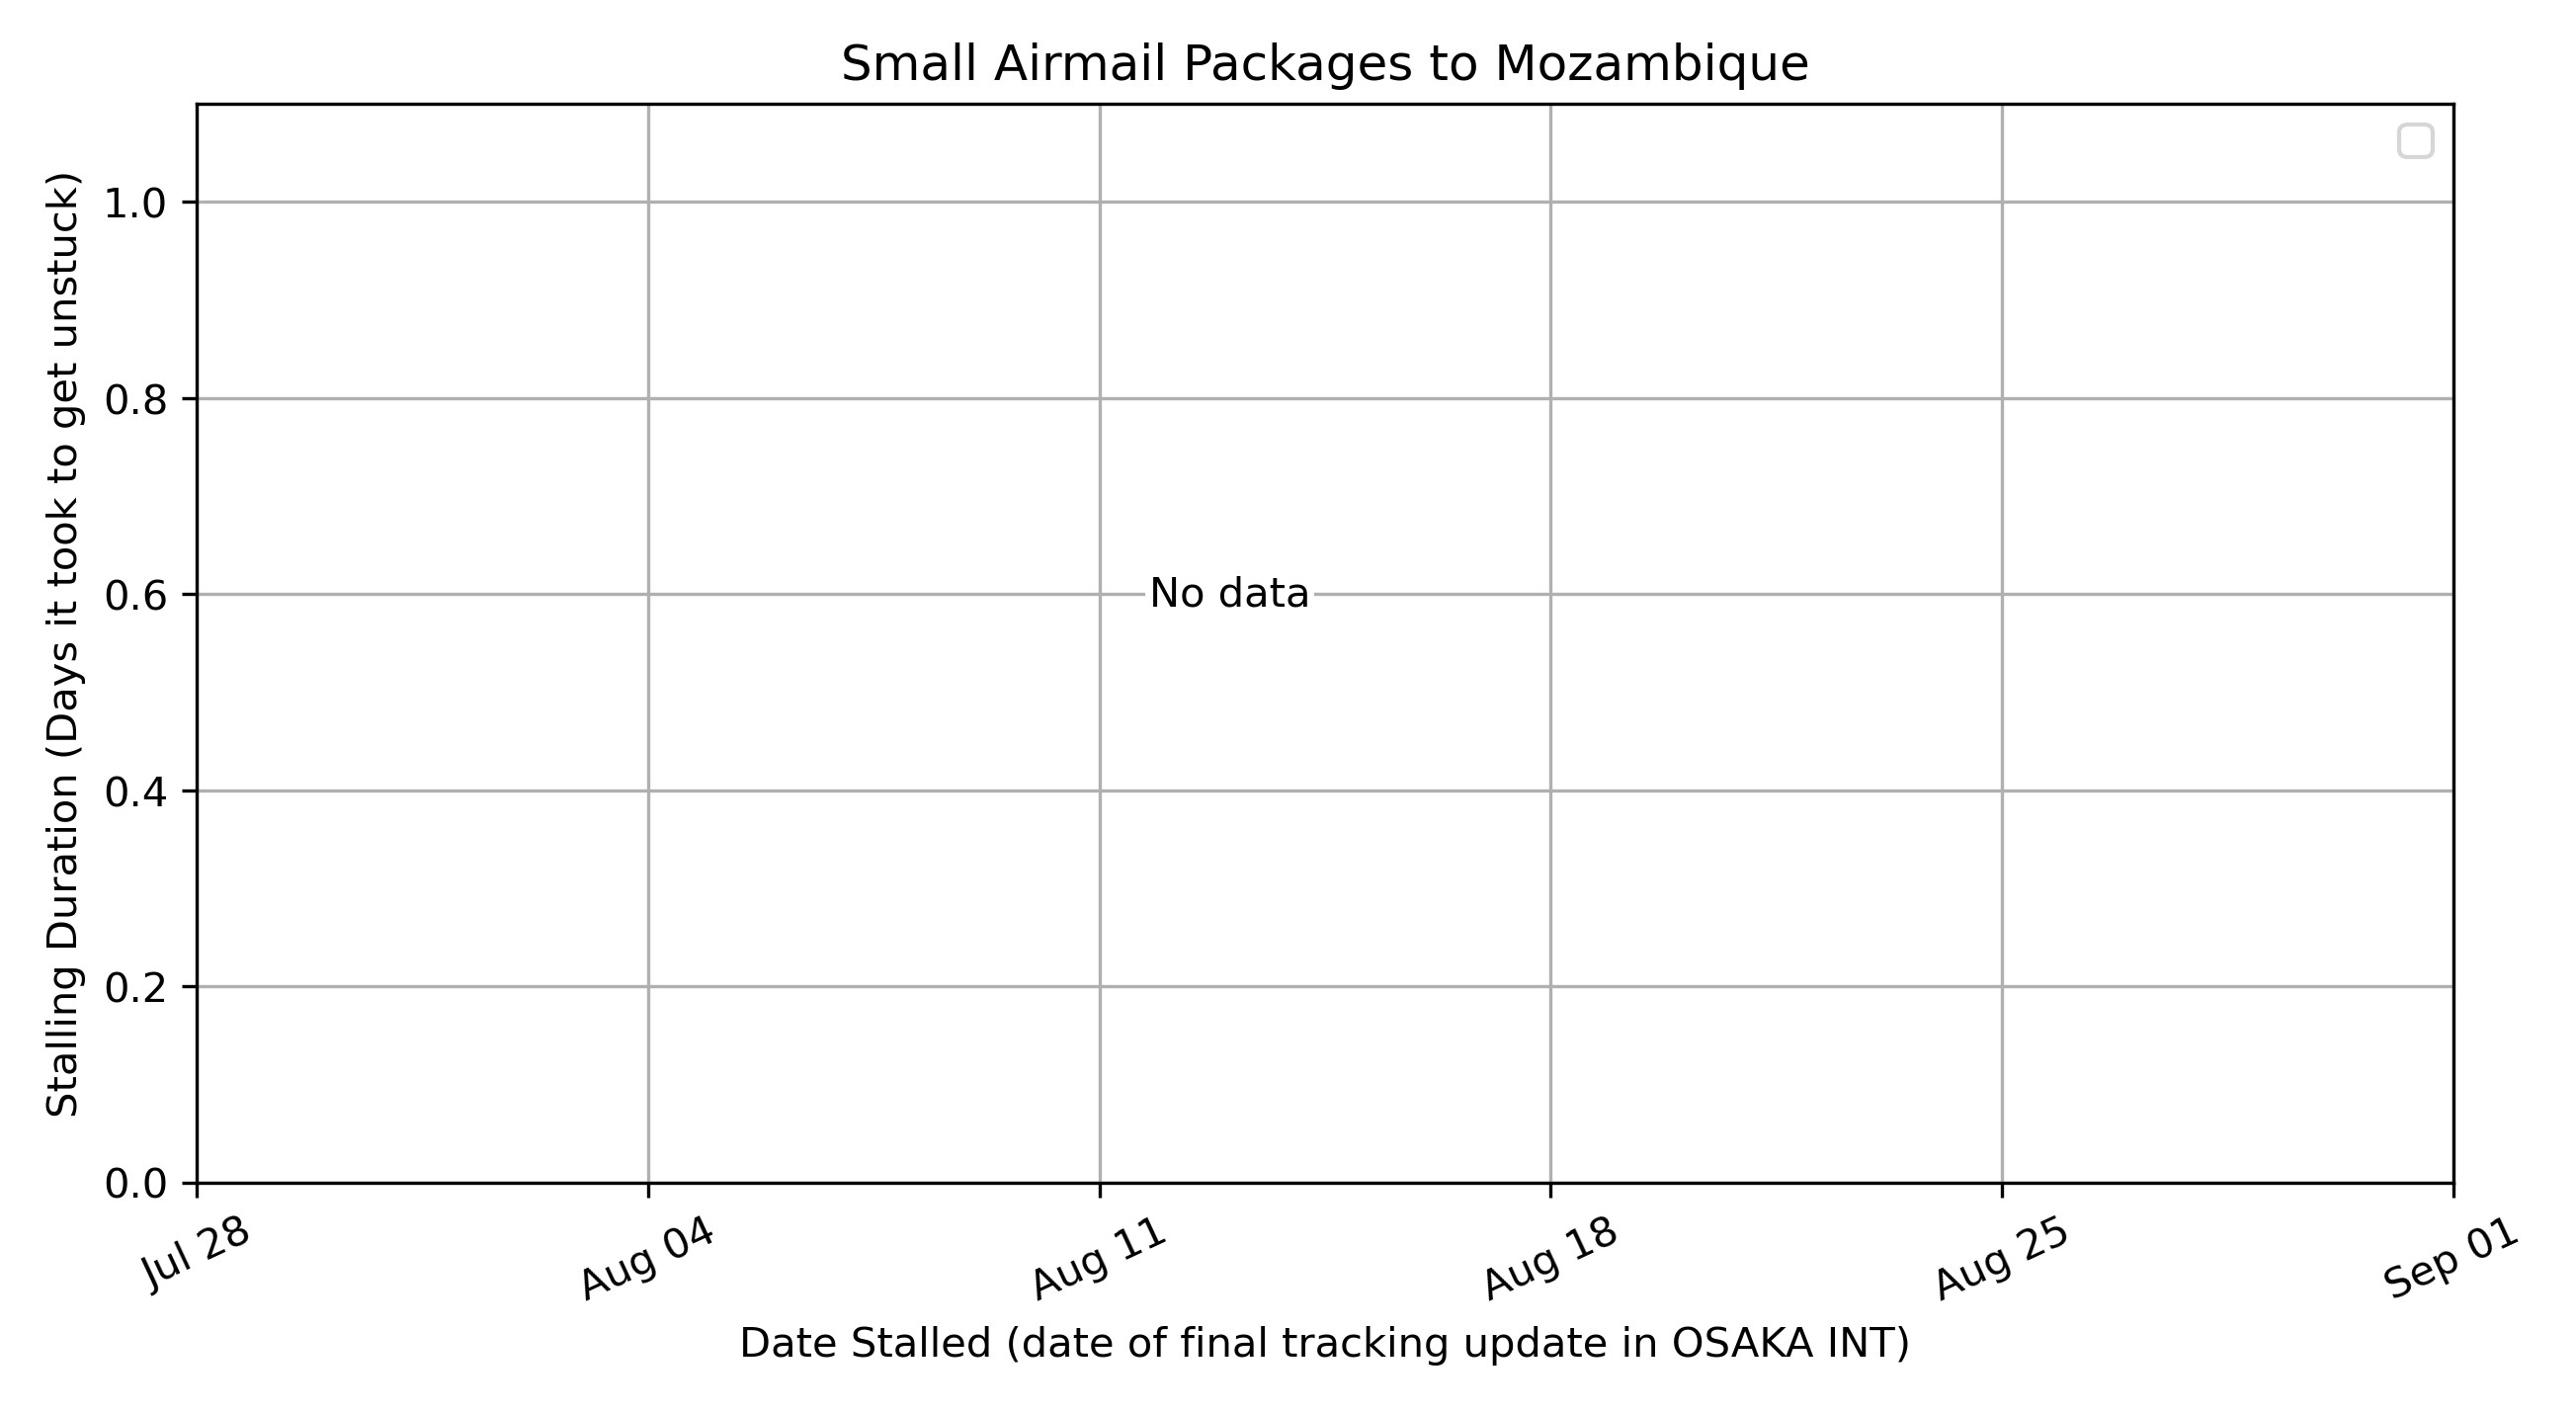 Small Airmail Packages to Mozambique
Stalling Duration (Days it took to get unstuck)
1.0
0.8
0.6
0.4
0.2
0.0
No data
Jul 28
Aug 04
Aug 11
Aug 18
Aug 25
Sep 01
Date Stalled (date of final tracking update in OSAKA INT)